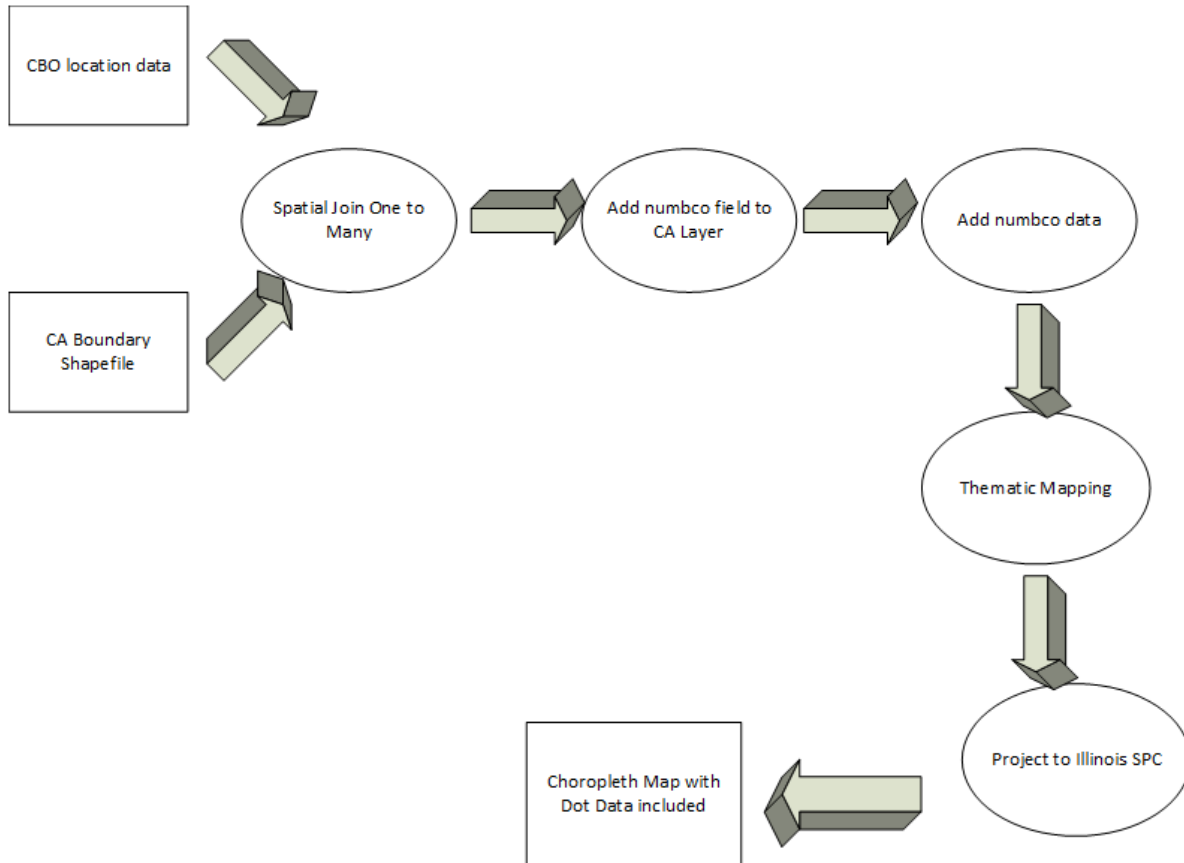 CBO location data
Spatial Join One to
Many
Add numbco field to
CA Layer
Add numbco data
CA Boundary
Shapefile
Thematic Mapping
Project to Illinois SPC
Choropleth Map with
Dot Data included